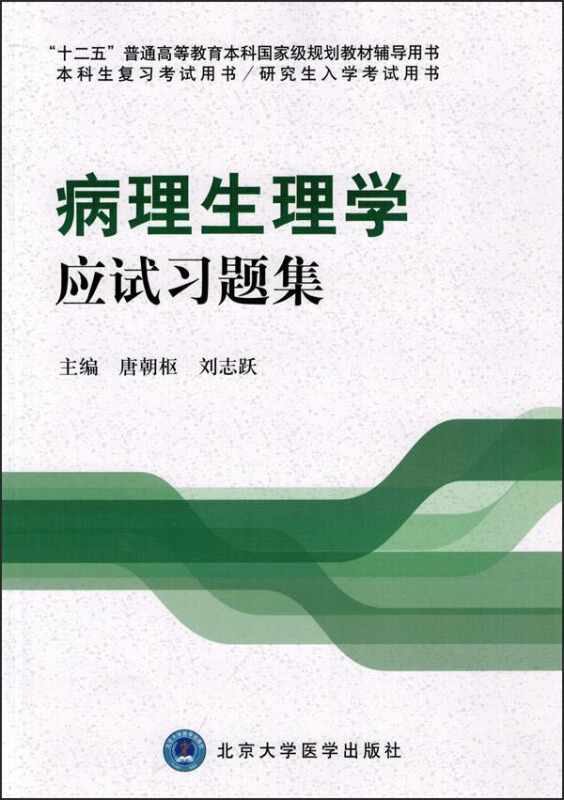 “十二五”普通高等教育本科国家级规划教材辅导用书
本科生复习考试用书/研究生入学考试用书
病理生理学
应试习题集
主编 唐朝枢 刘志跃
北京大学医学出版社